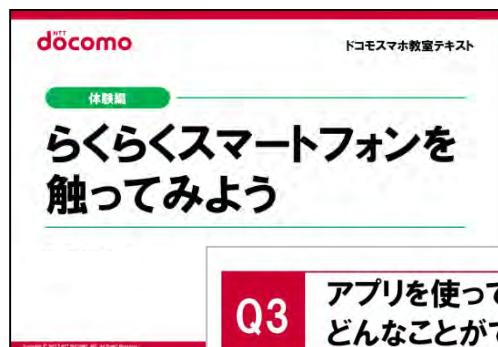 NTT
döcomo
ドコモスマホ教室テキスト
体験編
らくらくスマートフォンを
触ってみよう
Q3
アプリを使って
どんなことがで